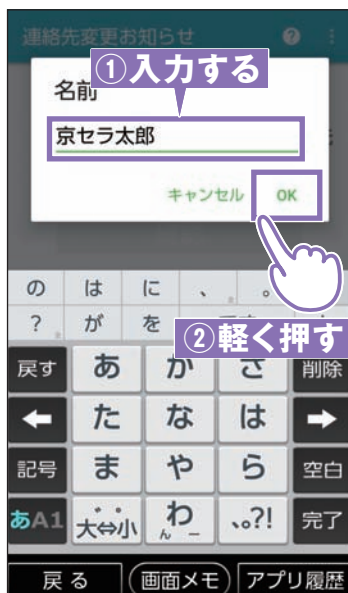 連絡先変更お知らせ
①入力する
名前
京セラ太郎
キャンセル OK
の は に 、 。
? が を
②軽く押す
戻す あ か さ 削除
← た な は →
記号 ま や ら 空白
あA1 大⇔小 わ 、。?! 完了
戻る 画面メモ アプリ履歴